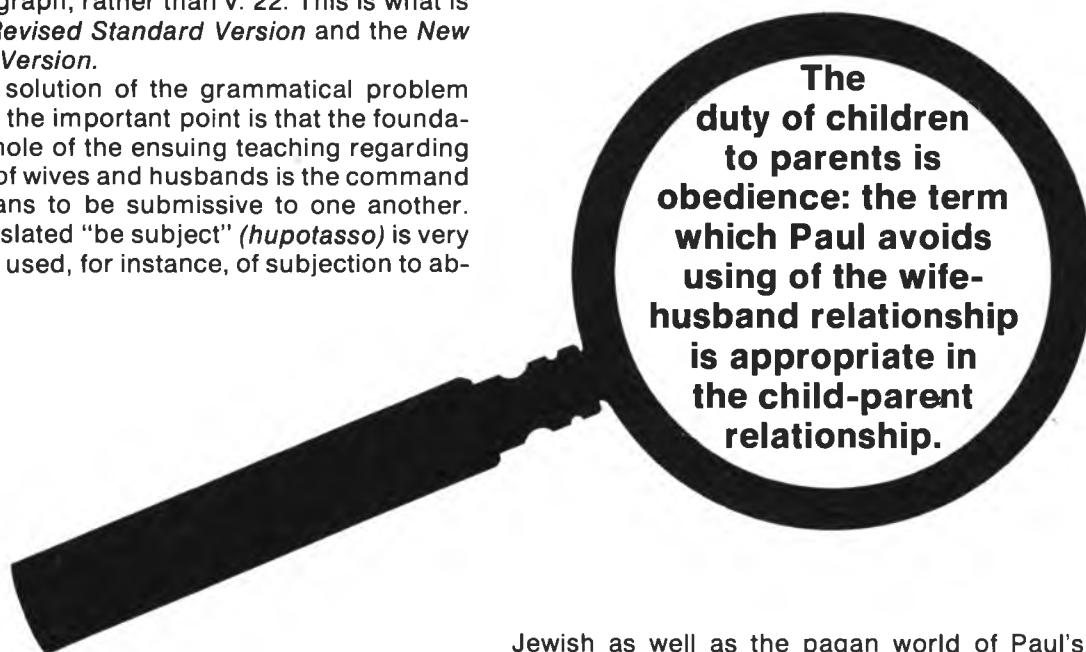 graph, rather than v. 22. This is what is
Revised Standard Version and the New
Version.
solution of the grammatical problem
the important point is that the founda-
hole of the ensuing teaching regarding
of wives and husbands is the command
ans to be submissive to one another.
slated "be subject" (hupotasso) is very
used, for instance, of subjection to ab-
The
duty of children
to parents is
obedience: the term
which Paul avoids
using of the wife-
husband relationship
is appropriate in
the child-parent
relationship.
Jewish as well as the pagan world of Paul's